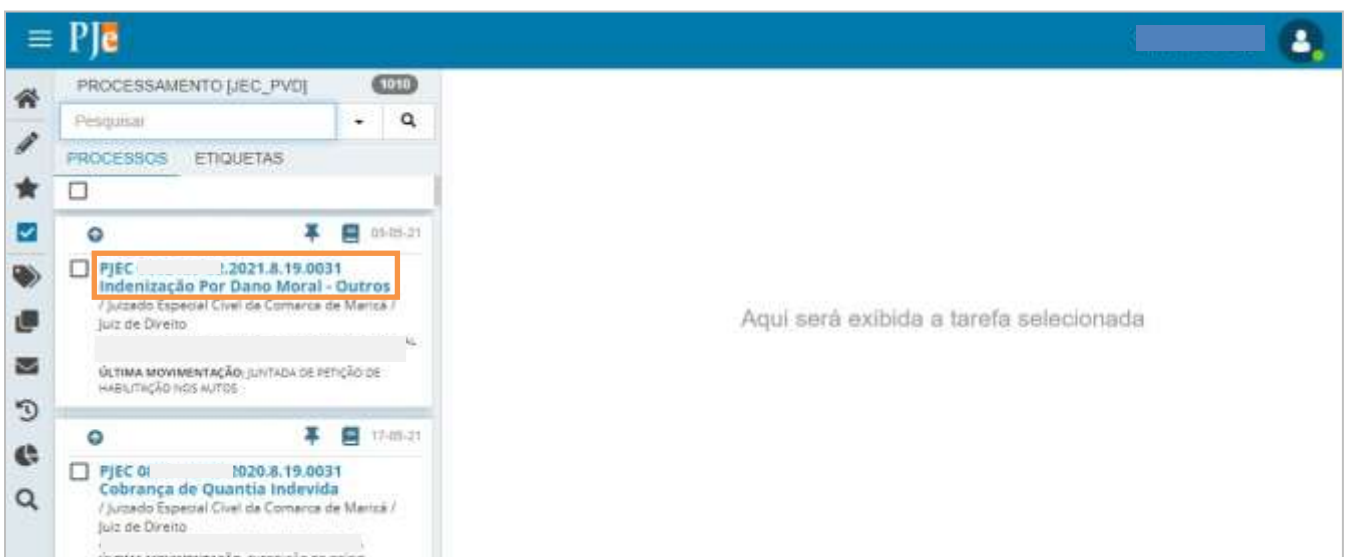 PJe
PROCESSAMENTO [JEC_PVD] 1010
Pesquisar
PROCESSOS ETIQUETAS
05-05-21
PJEC .2021.8.19.0031
Indenização Por Dano Moral - Outros
/ Juizado Especial Cível da Comarca de Maricá /
Juiz de Direito
ÚLTIMA MOVIMENTAÇÃO: JUNTADA DE PETIÇÃO DE
HABILITAÇÃO NOS AUTOS
17-05-21
PJEC 2020.8.19.0031
Cobrança de Quantia Indevida
/ Juizado Especial Cível da Comarca de Maricá /
Juiz de Direito
Aqui será exibida a tarefa selecionada